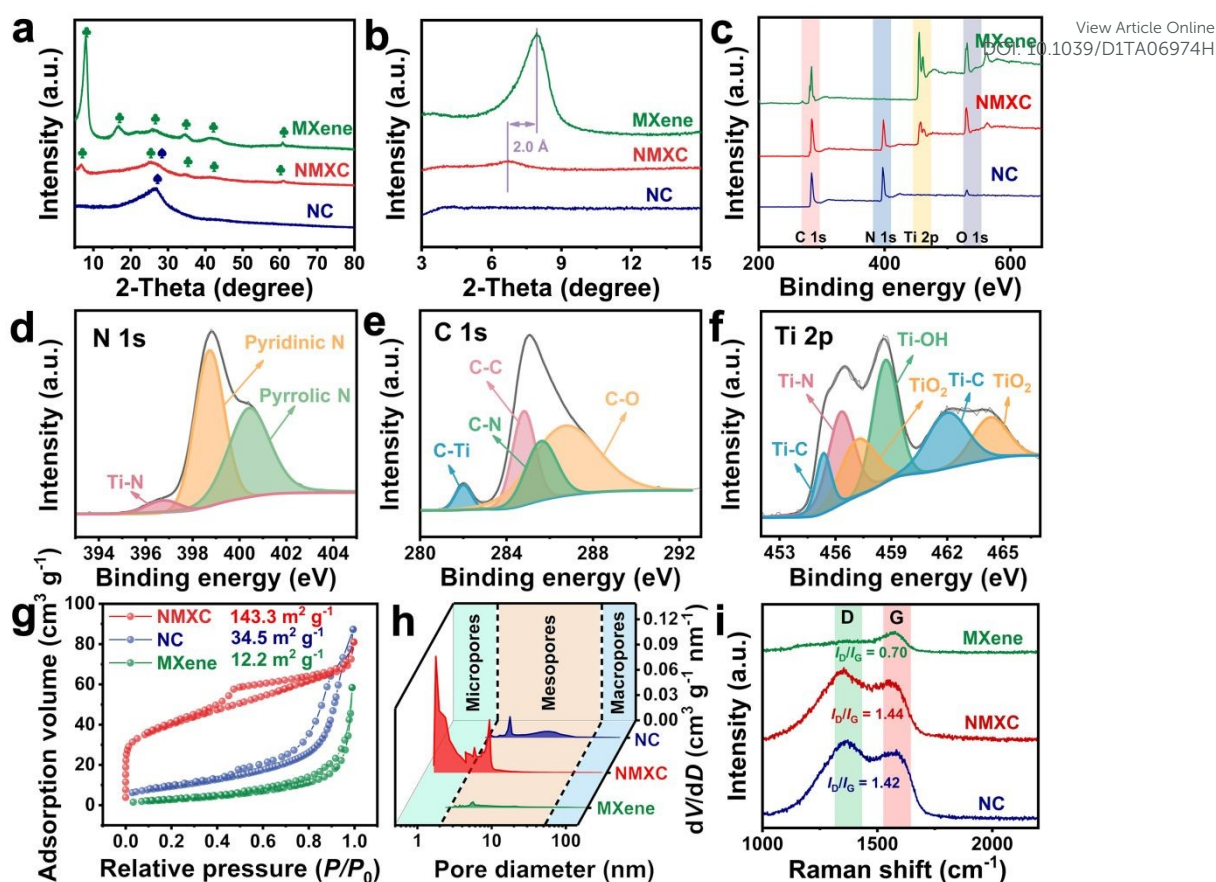 View Article Online
DOI: 10.1039/D1TA06974H
a
Intensity (a.u.)
MXene
NMXC
NC
10 20 30 40 50 60 70 80
2-Theta (degree)
b
Intensity (a.u.)
2.0 Å
MXene
NMXC
NC
3 6 9 12 15
2-Theta (degree)
c
Intensity (a.u.)
MXene
NMXC
NC
C 1s N 1s Ti 2p O 1s
200 400 600
Binding energy (eV)
d
N 1s
Intensity (a.u.)
Pyridinic N
Pyrrolic N
Ti-N
394 396 398 400 402 404
Binding energy (eV)
e
C 1s
Intensity (a.u.)
C-C
C-O
C-N
C-Ti
280 284 288 292
Binding energy (eV)
f
Ti 2p
Intensity (a.u.)
Ti-OH
Ti-N
TiO2
Ti-C
TiO2
Ti-C
453 456 459 462 465
Binding energy (eV)
g
Adsorption volume (cm³ g⁻¹)
100
80
60
40
20
0
NMXC 143.3 m² g⁻¹
NC 34.5 m² g⁻¹
MXene 12.2 m² g⁻¹
0.0 0.2 0.4 0.6 0.8 1.0
Relative pressure (P/P₀)
h
Micropores
Mesopores
Macropores
0.12
0.09
0.06
0.03
0.00
dV/dD (cm³ g⁻¹ nm⁻¹)
NC
NMXC
MXene
1 10 100
Pore diameter (nm)
i
Intensity (a.u.)
D G
MXene
I_D/I_G = 0.70
NMXC
I_D/I_G = 1.44
NC
I_D/I_G = 1.42
1000 1500 2000
Raman shift (cm⁻¹)